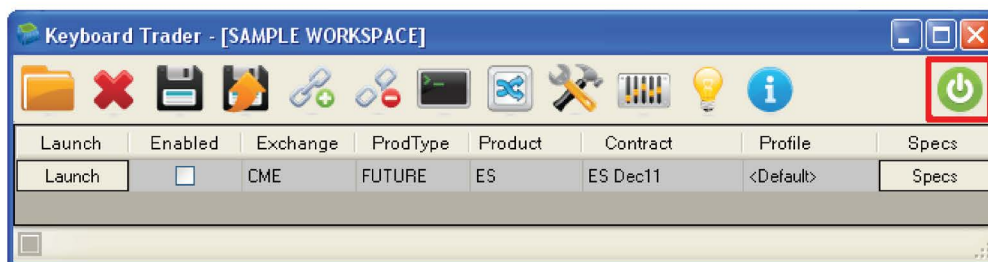 Keyboard Trader - [SAMPLE WORKSPACE]
Launch Enabled Exchange ProdType Product Contract Profile Specs
Launch CME FUTURE ES ES Dec11 <Default> Specs